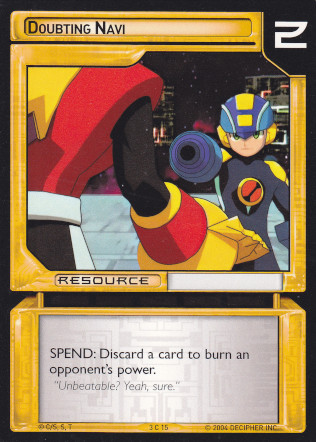 DOUBTING NAVI
2
RESOURCE
SPEND: Discard a card to burn an
opponent's power.
"Unbeatable? Yeah, sure."
© C/S, S, T 3 C 75 © 2004 DECIPHER INC.